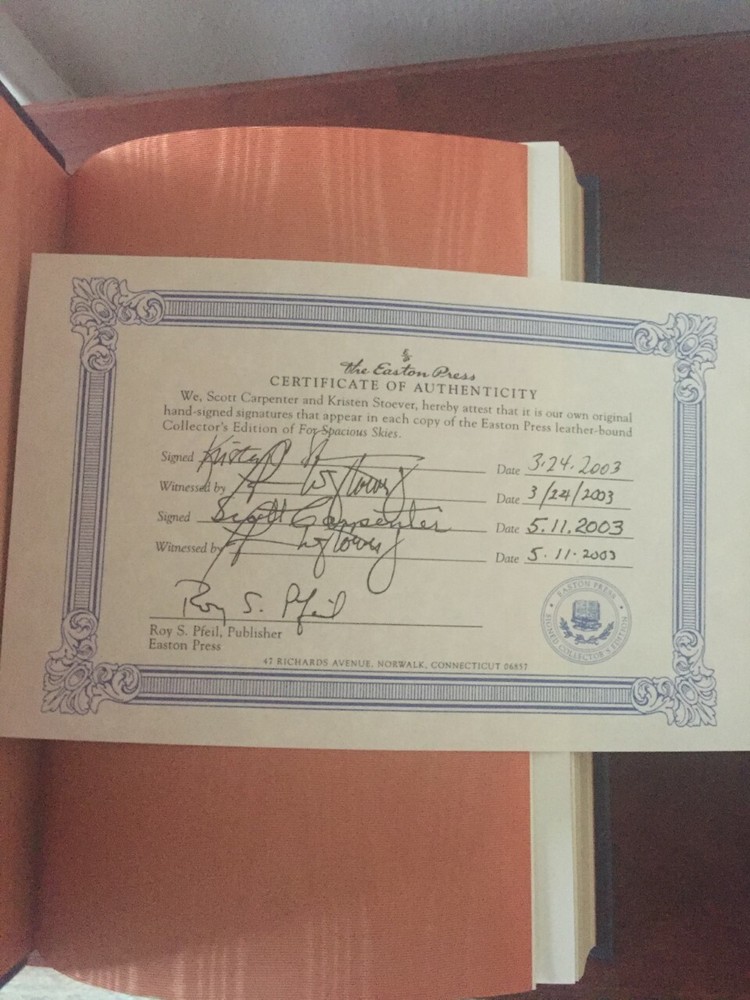 The Easton Press
CERTIFICATE OF AUTHENTICITY
We, Scott Carpenter and Kristen Stoever, hereby attest that it is our own original
hand-signed signatures that appear in each copy of the Easton Press leather-bound
Collector's Edition of For Spacious Skies.
Signed Date 3.24.2003
Witnessed by Date 3/24/2003
Signed Scott Carpenter Date 5.11.2003
Witnessed by Date 5.11.2003
Roy S. Pfeil
Roy S. Pfeil, Publisher
Easton Press
EASTON PRESS
SIGNED COLLECTOR'S EDITION
47 RICHARDS AVENUE, NORWALK, CONNECTICUT 06857